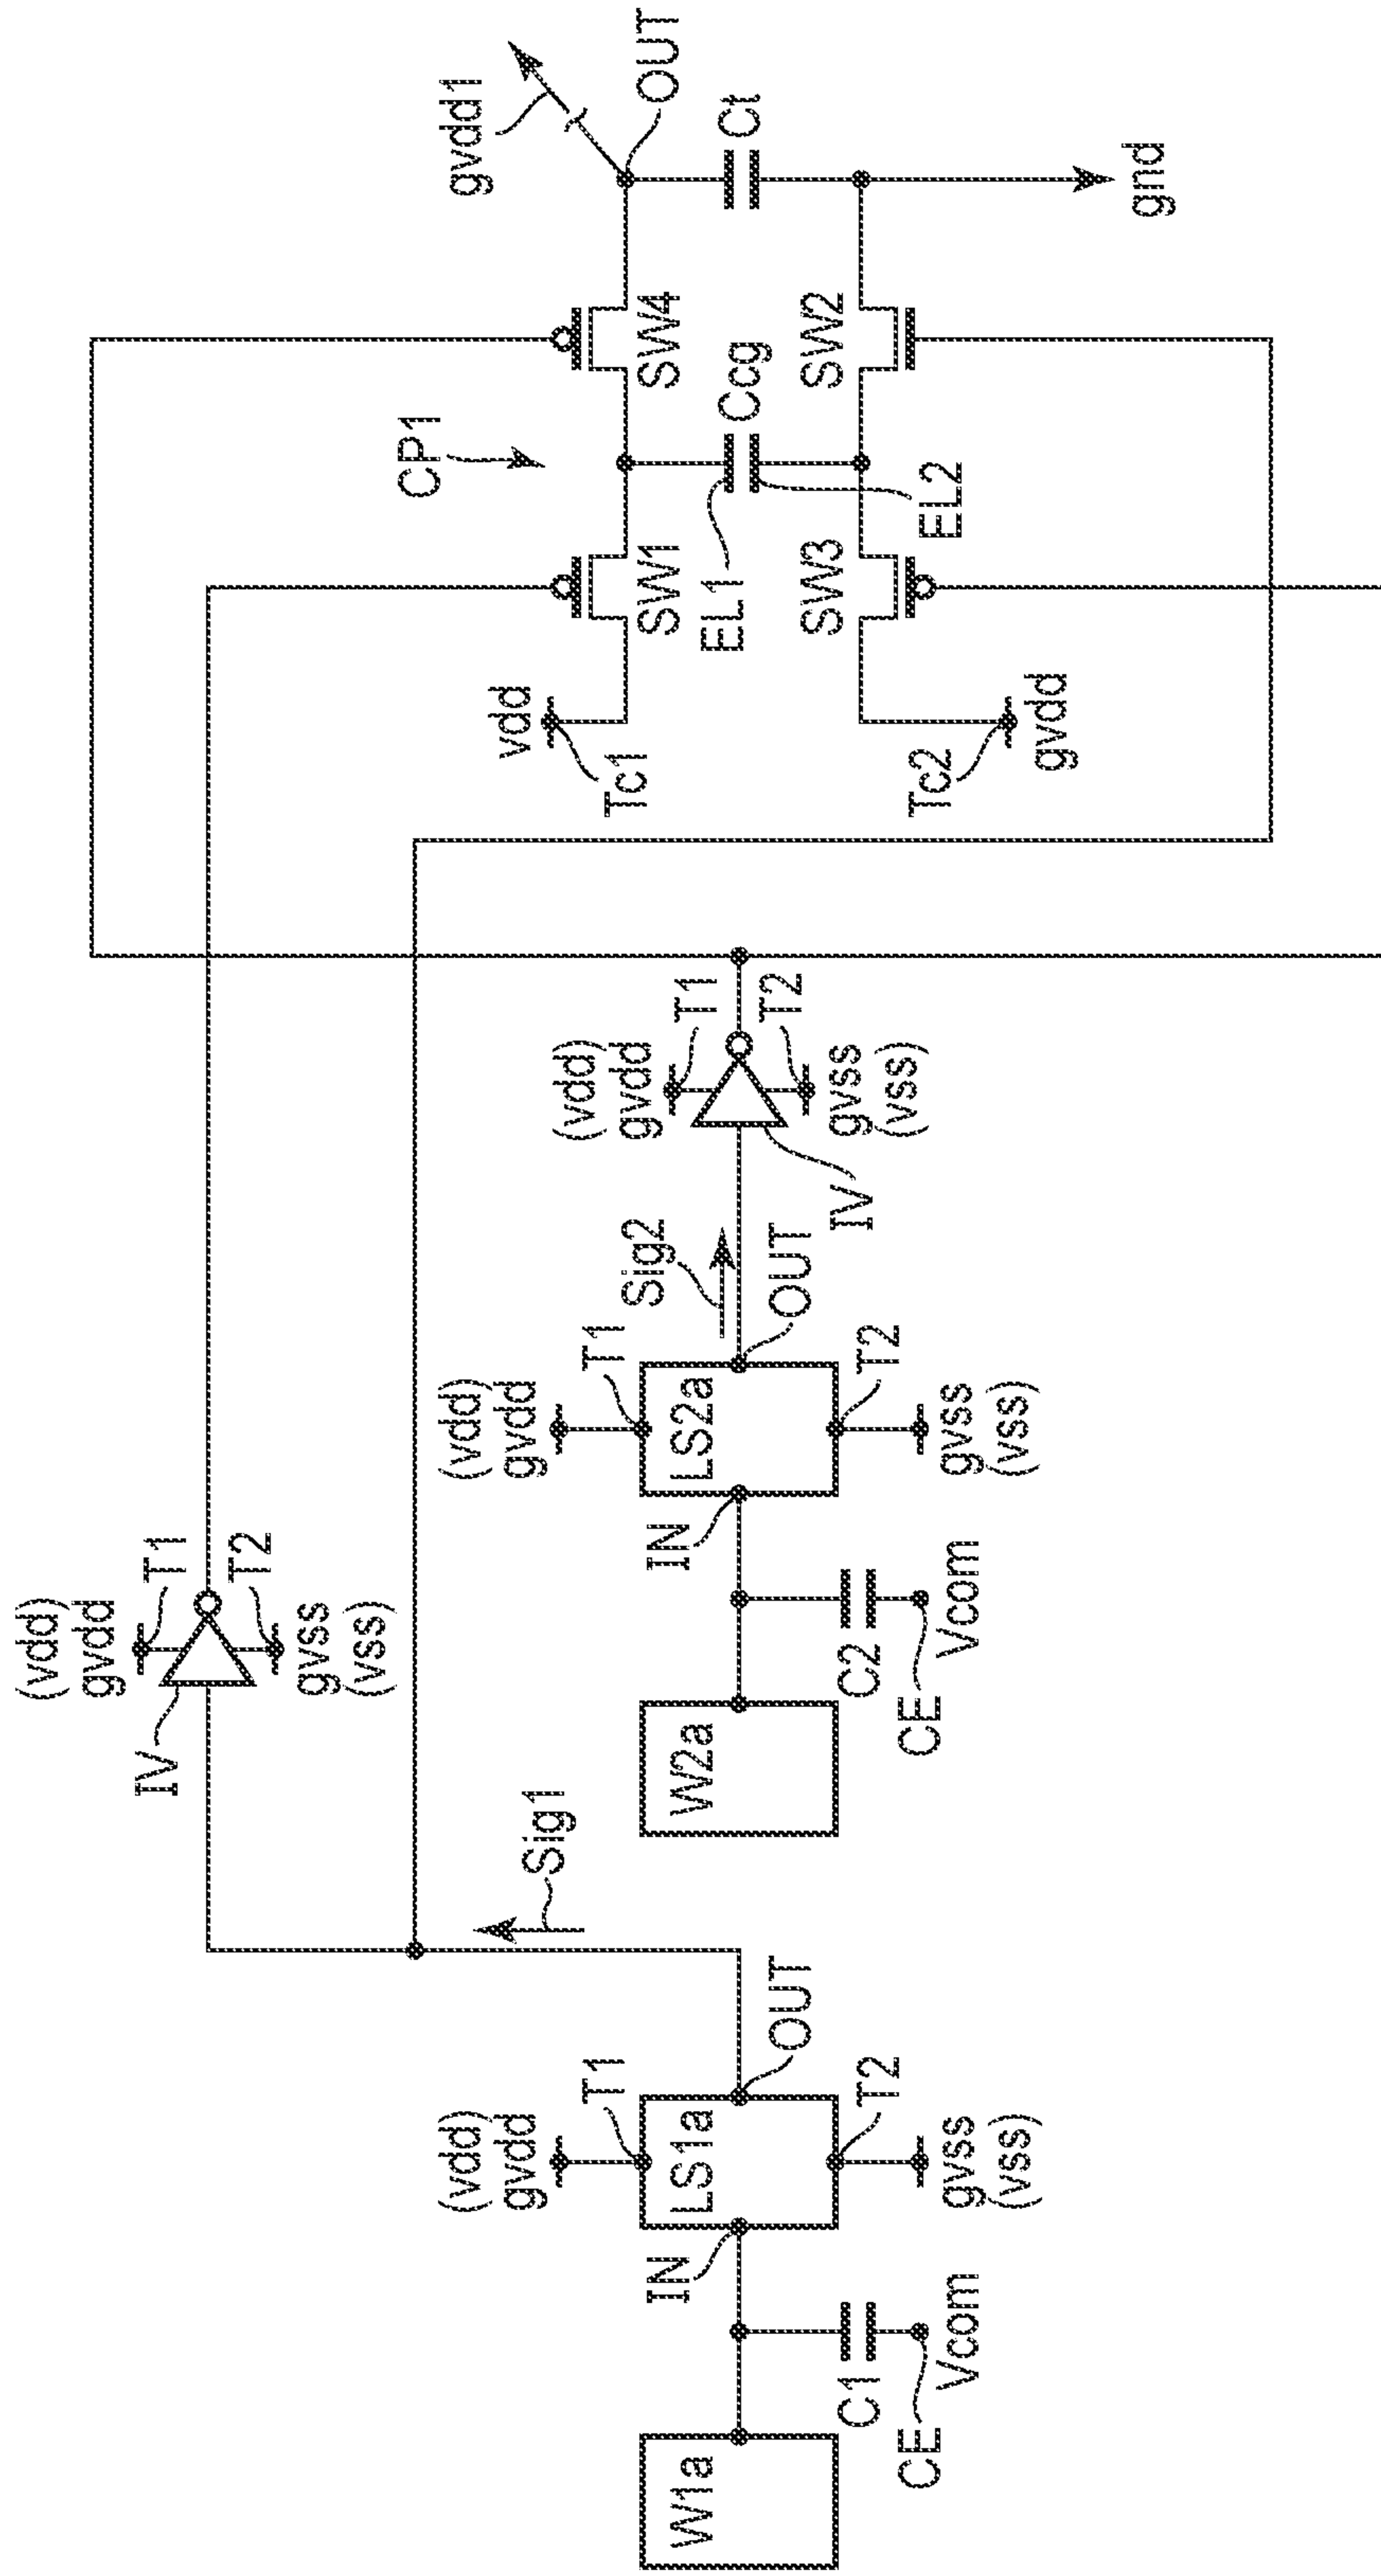 W1a
CE
C1
Vcom
IN
(vdd)
gvdd
T1
LS1a
T2
gvss
(vss)
OUT
Sig1
W2a
CE
C2
Vcom
IN
(vdd)
gvdd
T1
LS2a
T2
gvss
(vss)
OUT
Sig2
IV
(vdd)
gvdd
T1
T2
gvss
(vss)
IV
(vdd)
gvdd
T1
T2
gvss
(vss)
vdd
Tc1
Tc2
gvdd
CP1
SW1
SW4
EL1
Ccg
EL2
SW3
SW2
gvdd1
OUT
Ct
gnd